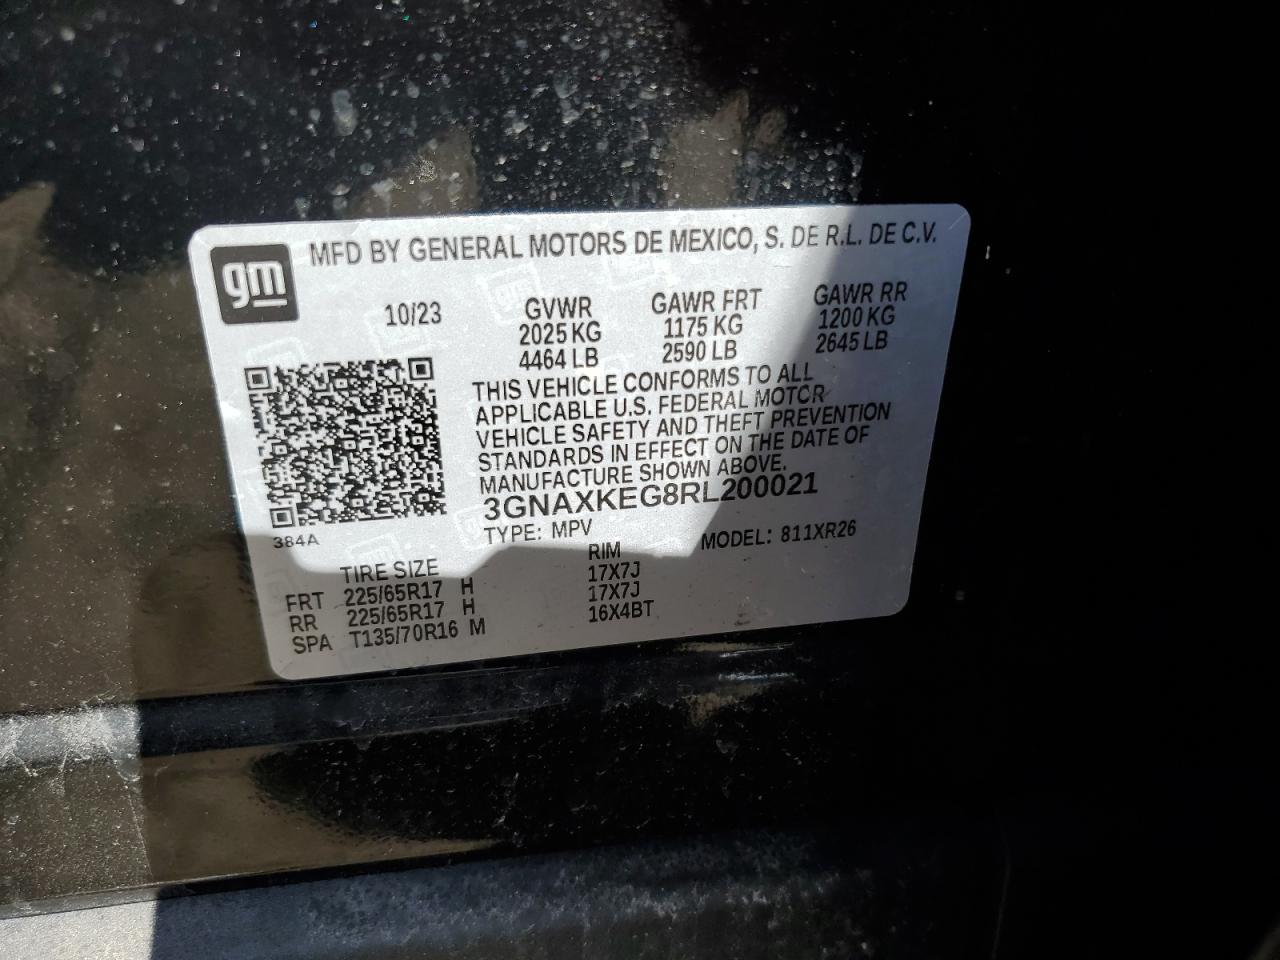 gm
MFD BY GENERAL MOTORS DE MEXICO, S. DE R.L. DE C.V.
10/23 GVWR GAWR FRT GAWR RR
2025 KG 1175 KG 1200 KG
4464 LB 2590 LB 2645 LB
THIS VEHICLE CONFORMS TO ALL
APPLICABLE U.S. FEDERAL MOTOR
VEHICLE SAFETY AND THEFT PREVENTION
STANDARDS IN EFFECT ON THE DATE OF
MANUFACTURE SHOWN ABOVE.
3GNAXKEG8RL200021
384A TYPE: MPV MODEL: 811XR26
TIRE SIZE RIM
FRT 225/65R17 H 17X7J
RR 225/65R17 H 17X7J
SPA T135/70R16 M 16X4BT